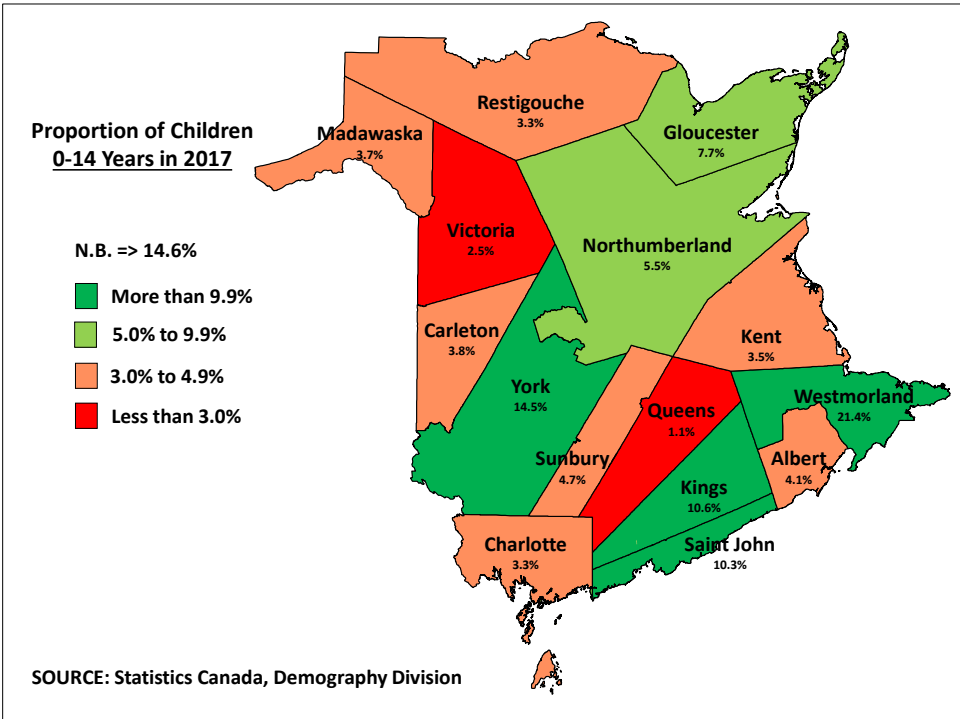 Proportion of Children
0-14 Years in 2017
N.B. => 14.6%
More than 9.9%
5.0% to 9.9%
3.0% to 4.9%
Less than 3.0%
Restigouche
3.3%
Madawaska
3.7%
Gloucester
7.7%
Victoria
2.5%
Northumberland
5.5%
Carleton
3.8%
Kent
3.5%
York
14.5%
Queens
1.1%
Westmorland
21.4%
Sunbury
4.7%
Albert
4.1%
Kings
10.6%
Charlotte
3.3%
Saint John
10.3%
SOURCE: Statistics Canada, Demography Division